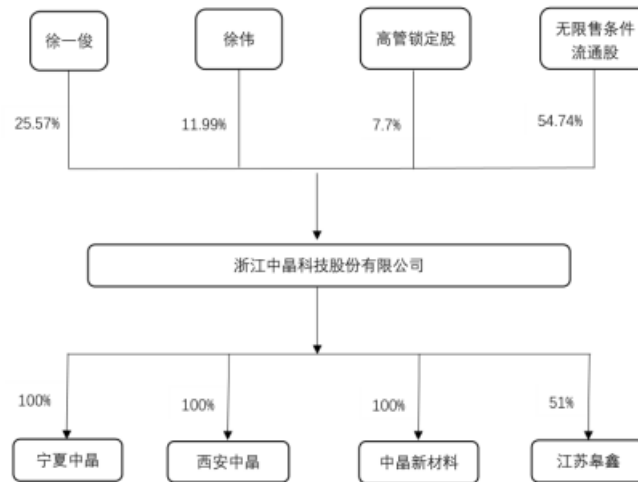 徐一俊
徐伟
高管锁定股
无限售条件
流通股
25.57%
11.99%
7.7%
54.74%
浙江中晶科技股份有限公司
100%
100%
100%
51%
宁夏中晶
西安中晶
中晶新材料
江苏皋鑫